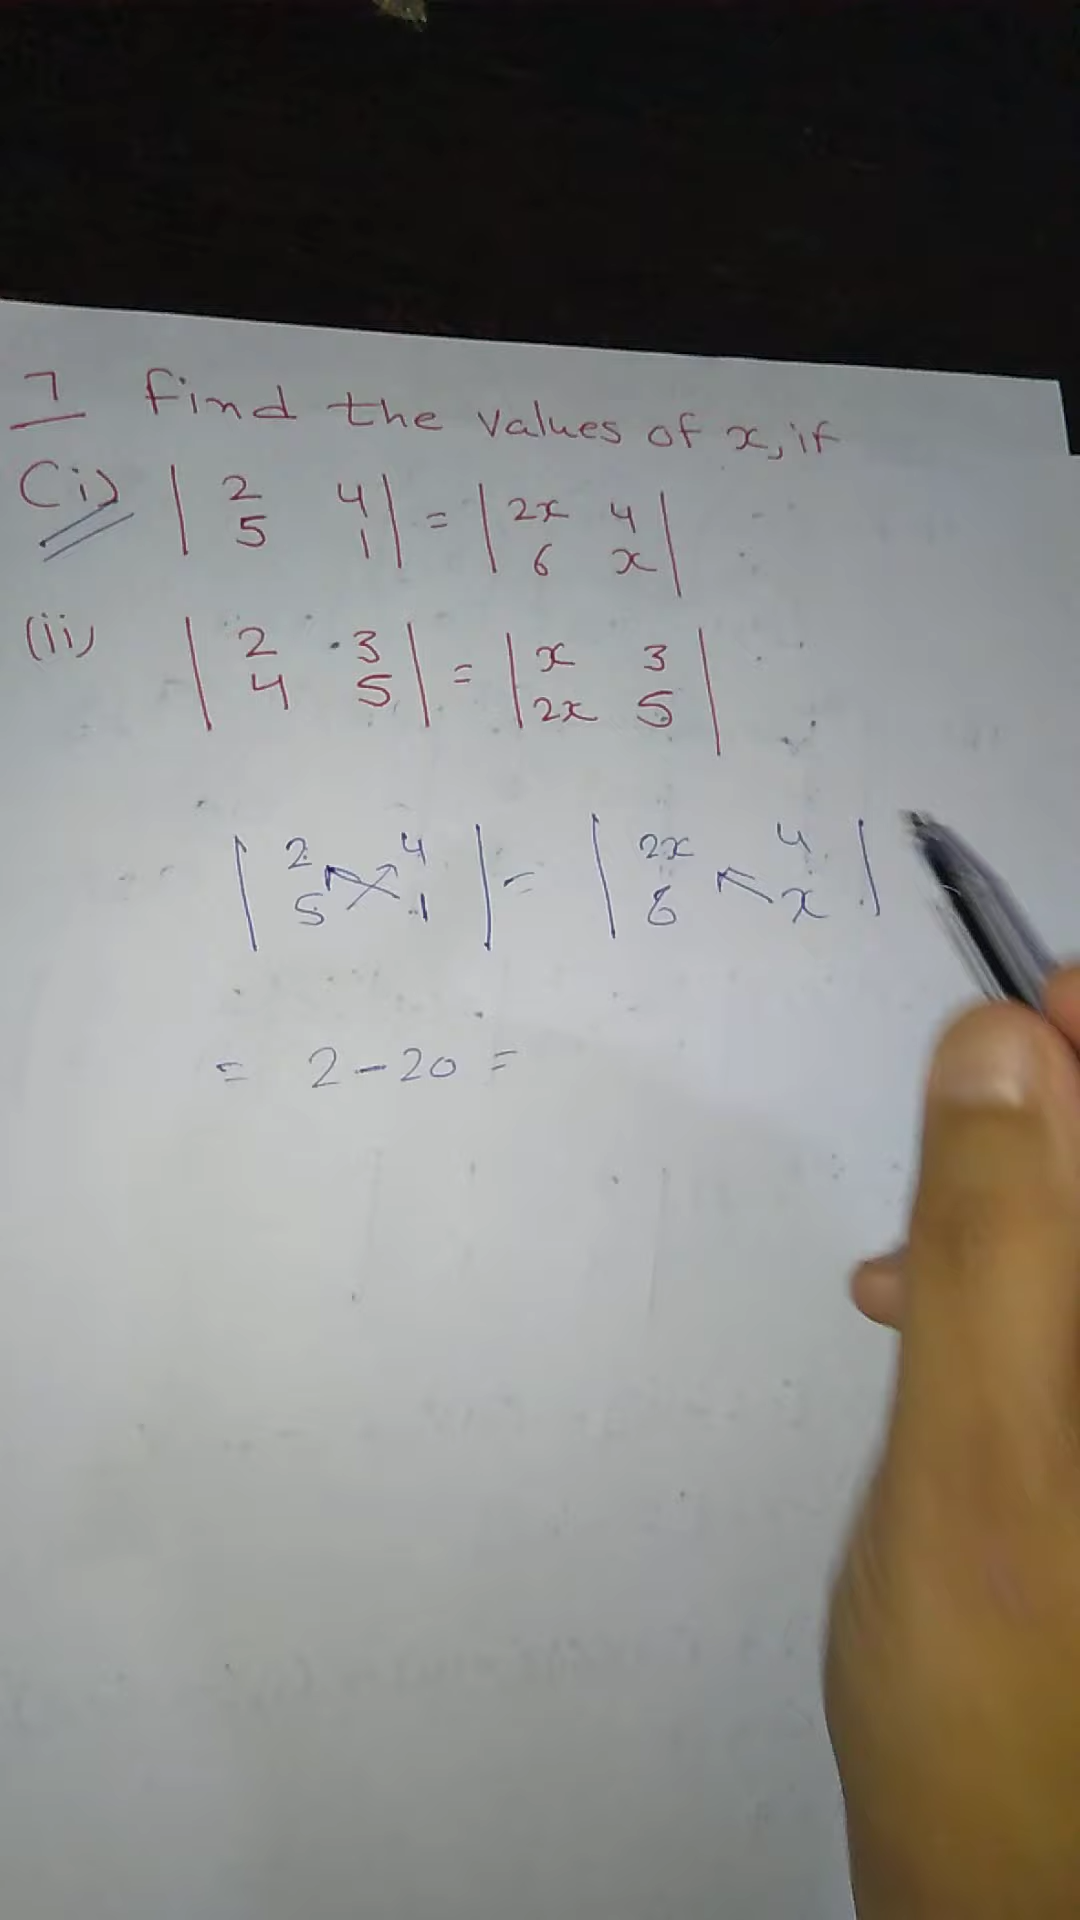 7 Find the values of x, if
(i) | 2 4 | = | 2x 4 |
5 1 6 x
(ii) | 2 3 | = | x 3 |
4 5 2x 5
| 2 4 | = | 2x 4 |
5 1 6 x
= 2 - 20 =